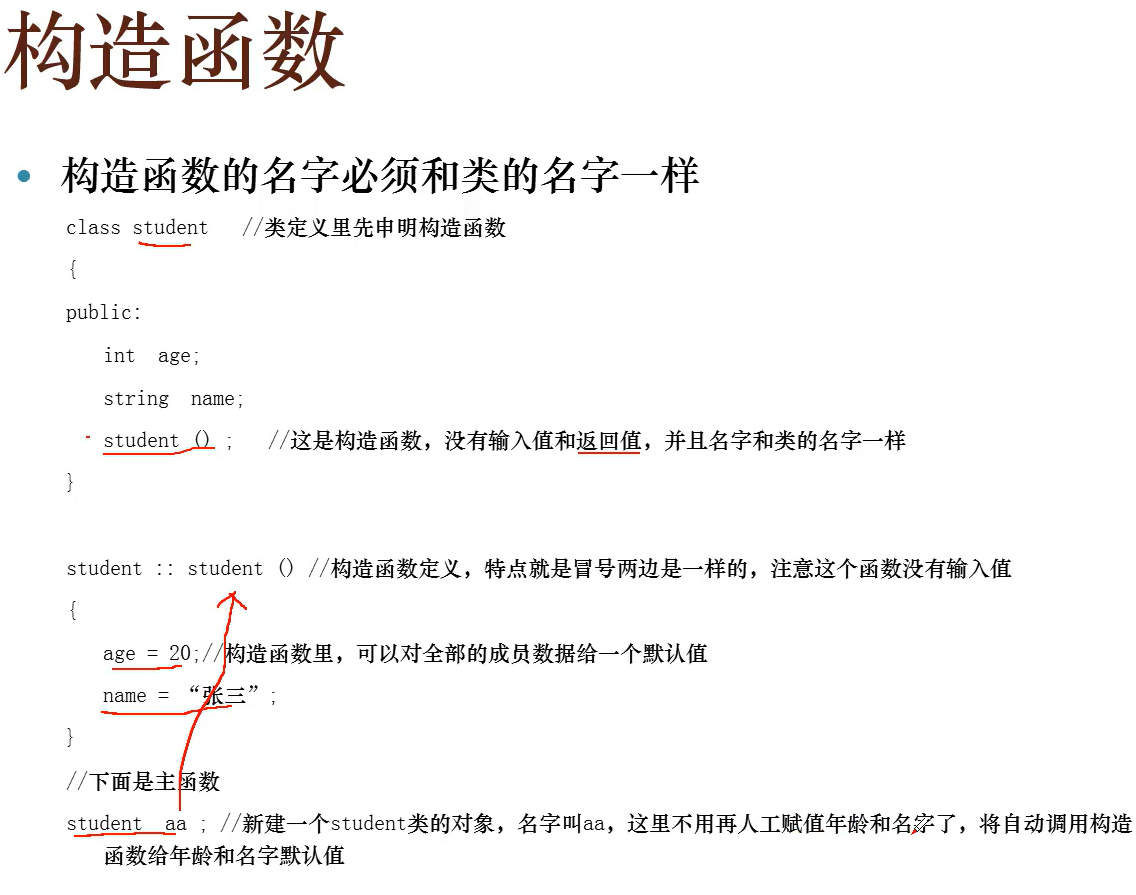 构造函数
• 构造函数的名字必须和类的名字一样
class student //类定义里先申明构造函数
{
public:
int age;
string name;
student () ; //这是构造函数，没有输入值和返回值，并且名字和类的名字一样
}
student :: student () //构造函数定义，特点就是冒号两边是一样的，注意这个函数没有输入值
{
age = 20;//构造函数里，可以对全部的成员数据给一个默认值
name = “张三”;
}
//下面是主函数
student aa ; //新建一个student类的对象，名字叫aa，这里不用再人工赋值年龄和名字了，将自动调用构造
函数给年龄和名字默认值